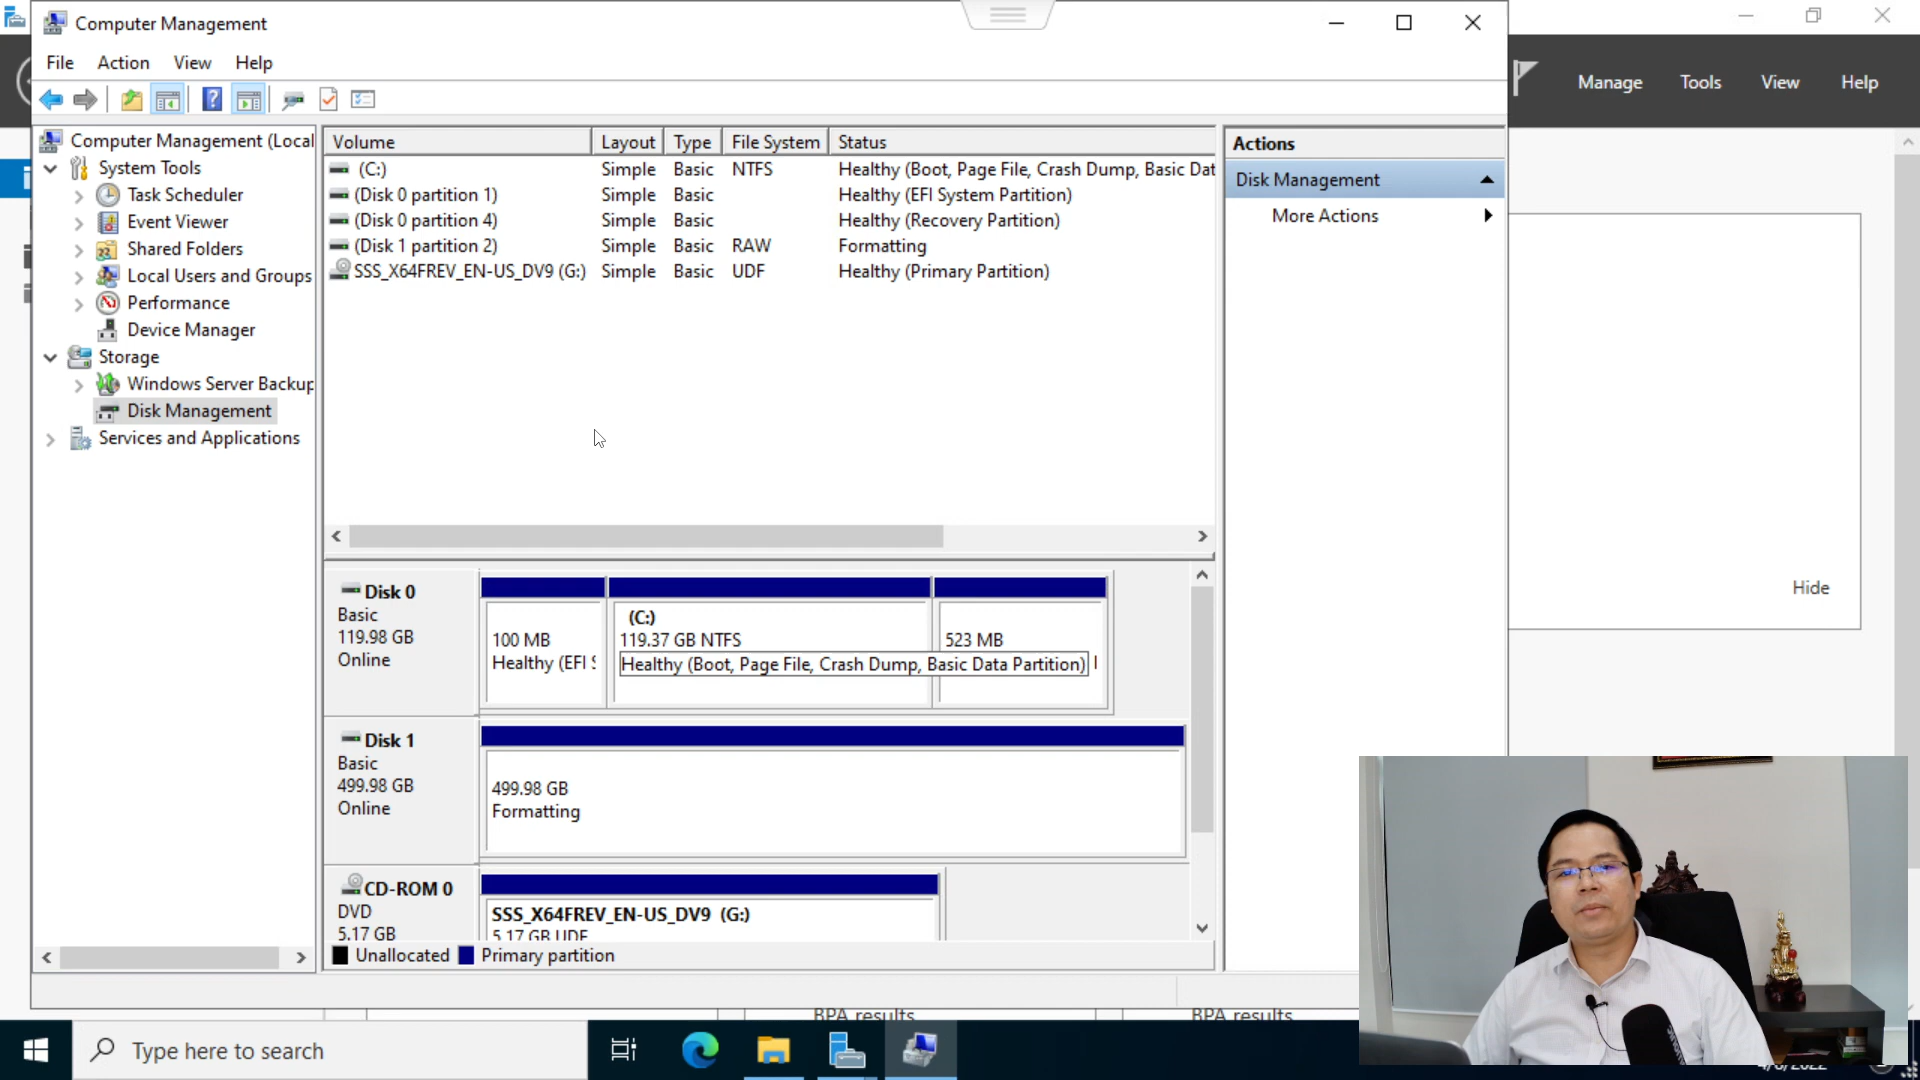 Computer Management
File Action View Help
Manage Tools View Help
Computer Management (Local
System Tools
Task Scheduler
Event Viewer
Shared Folders
Local Users and Groups
Performance
Device Manager
Storage
Windows Server Backup
Disk Management
Services and Applications
Volume Layout Type File System Status
(C:) Simple Basic NTFS Healthy (Boot, Page File, Crash Dump, Basic Dat
(Disk 0 partition 1) Simple Basic Healthy (EFI System Partition)
(Disk 0 partition 4) Simple Basic Healthy (Recovery Partition)
(Disk 1 partition 2) Simple Basic RAW Formatting
SSS_X64FREV_EN-US_DV9 (G:) Simple Basic UDF Healthy (Primary Partition)
Actions
Disk Management
More Actions
Hide
Disk 0
Basic
119.98 GB
Online
100 MB
Healthy (EFI S
(C:)
119.37 GB NTFS
Healthy (Boot, Page File, Crash Dump, Basic Data Partition)
523 MB
Disk 1
Basic
499.98 GB
Online
499.98 GB
Formatting
CD-ROM 0
DVD
5.17 GB
SSS_X64FREV_EN-US_DV9 (G:)
5.17 GB UDF
Unallocated Primary partition
BPA results
BPA results
Type here to search